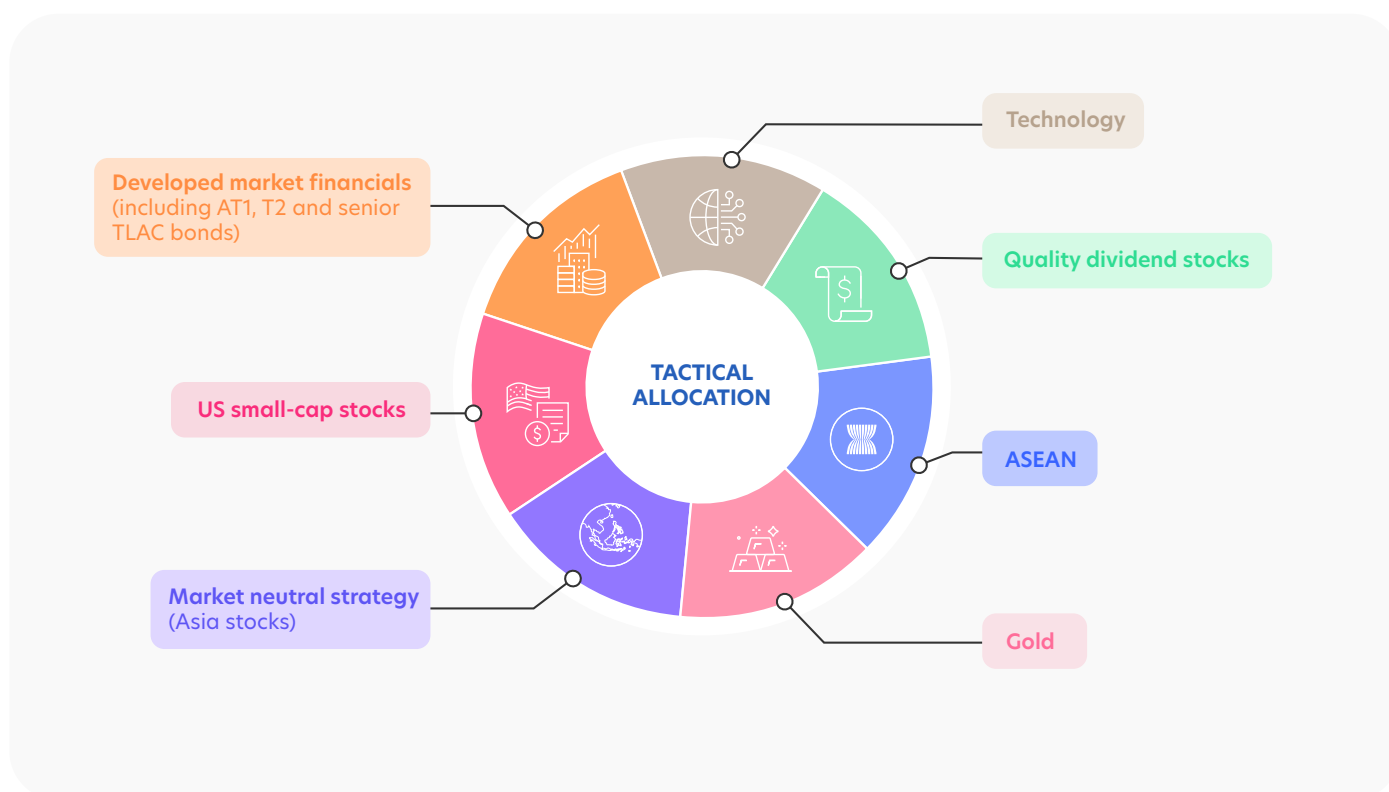 Technology
Developed market financials
(including AT1, T2 and senior
TLAC bonds)
Quality dividend stocks
TACTICAL
ALLOCATION
US small-cap stocks
ASEAN
Market neutral strategy
(Asia stocks)
Gold